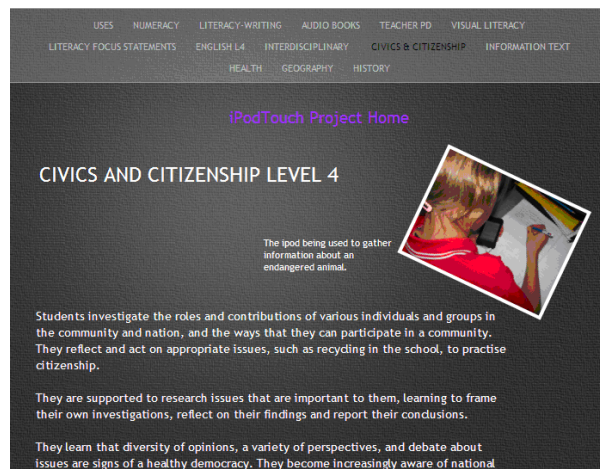 USES NUMERACY LITERACY-WRITING AUDIO BOOKS TEACHER PD VISUAL LITERACY
LITERACY FOCUS STATEMENTS ENGLISH L4 INTERDISCIPLINARY CIVICS & CITIZENSHIP INFORMATION TEXT
HEALTH GEOGRAPHY HISTORY
iPodTouch Project Home
CIVICS AND CITIZENSHIP LEVEL 4
The ipod being used to gather
information about an
endangered animal.
Students investigate the roles and contributions of various individuals and groups in
the community and nation, and the ways that they can participate in a community.
They reflect and act on appropriate issues, such as recycling in the school, to practise
citizenship.
They are supported to research issues that are important to them, learning to frame
their own investigations, reflect on their findings and report their conclusions.
They learn that diversity of opinions, a variety of perspectives, and debate about
issues are signs of a healthy democracy. They become increasingly aware of national